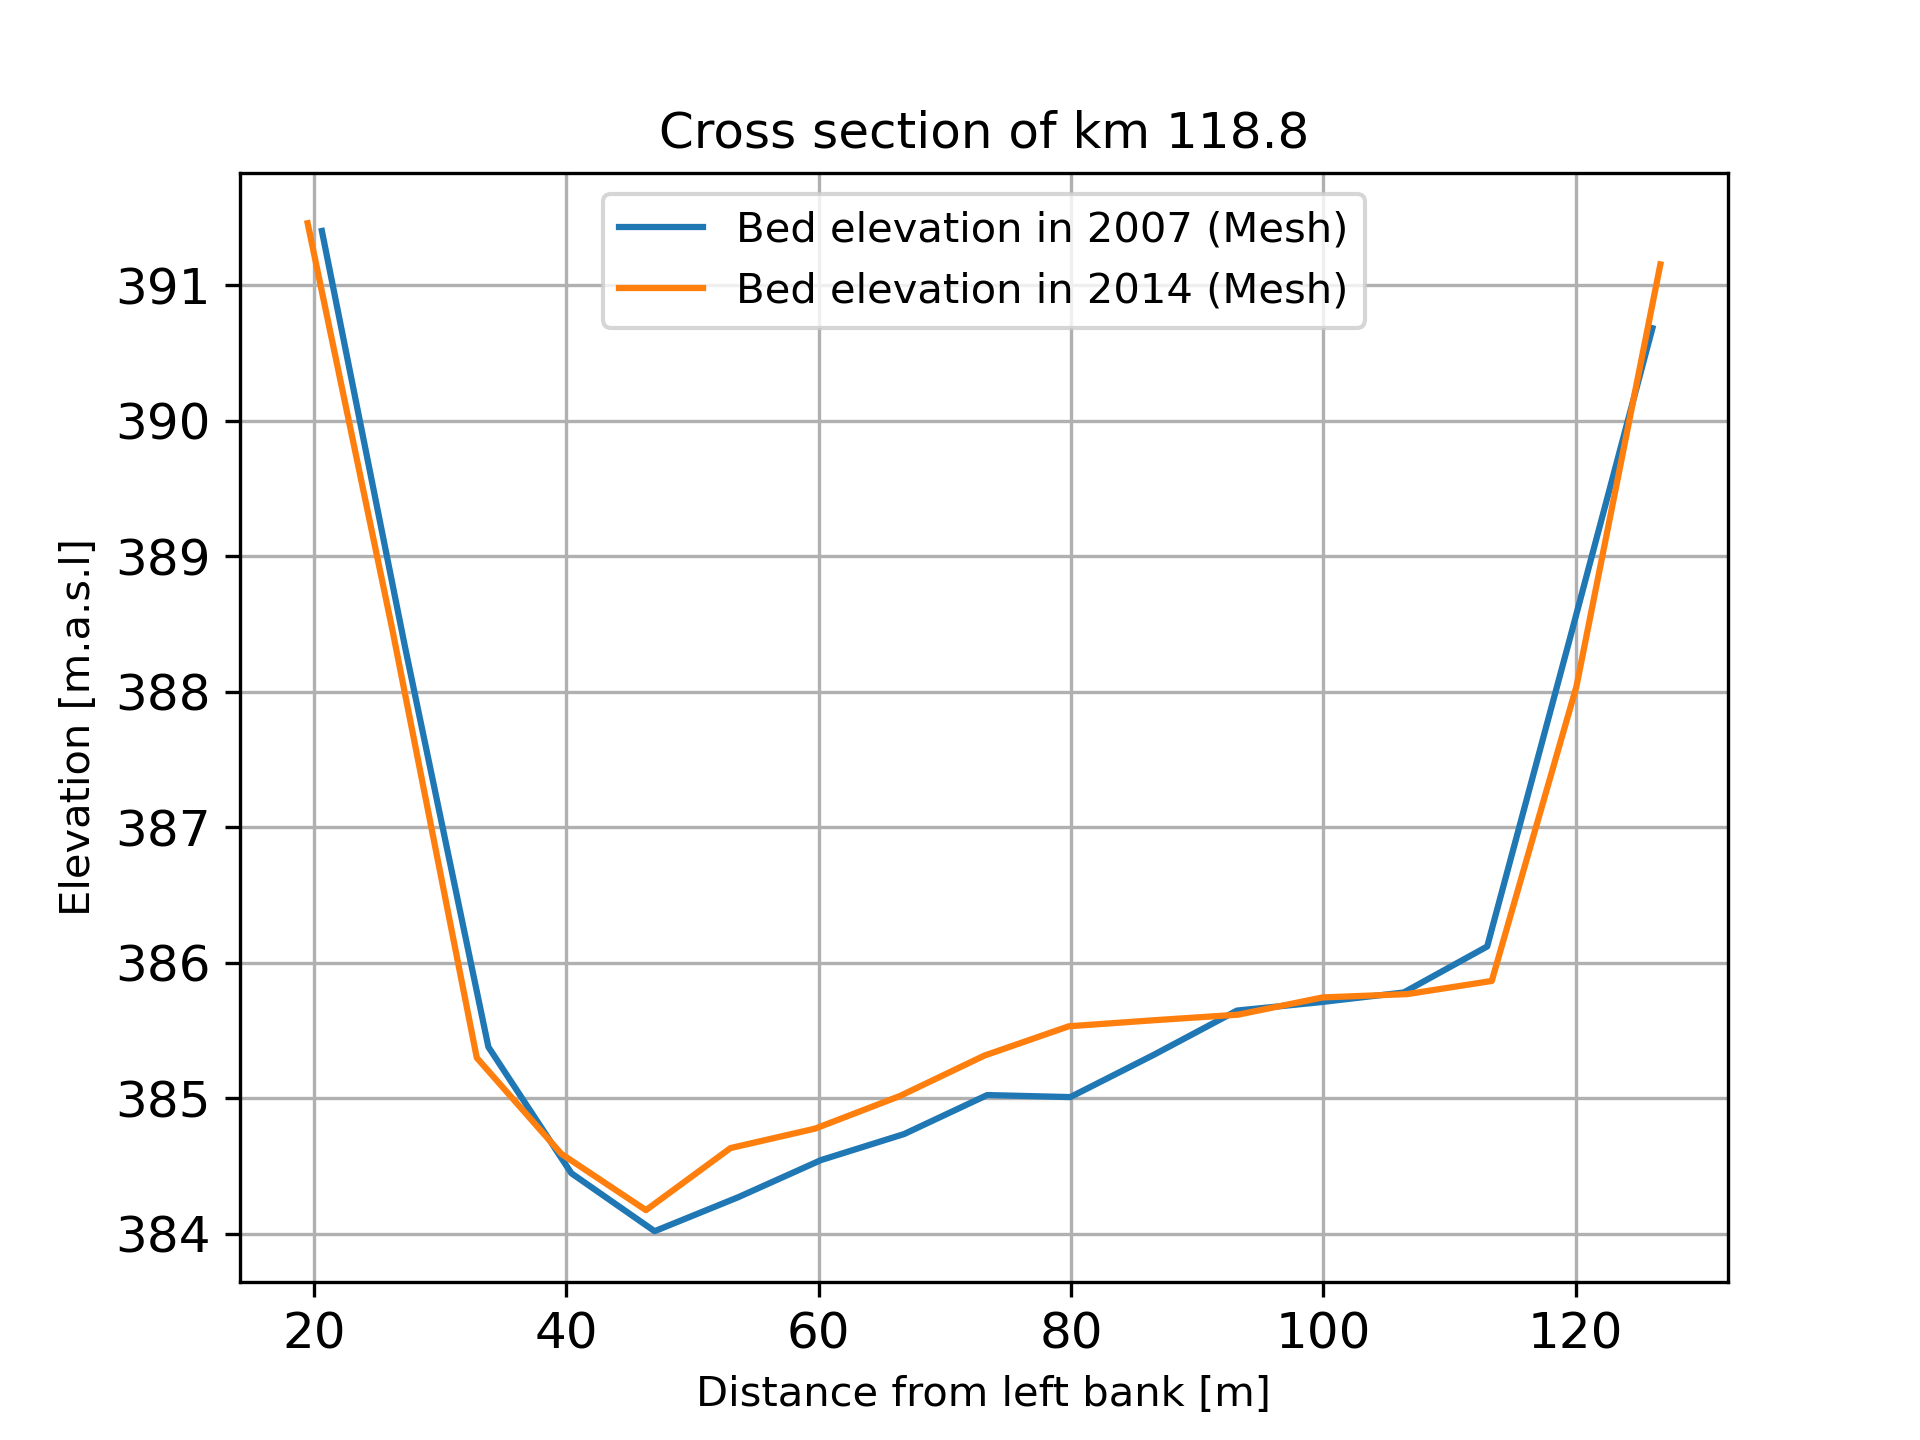 Cross section of km 118.8
Bed elevation in 2007 (Mesh)
Bed elevation in 2014 (Mesh)
Elevation [m.a.s.l]
391
390
389
388
387
386
385
384
20 40 60 80 100 120
Distance from left bank [m]